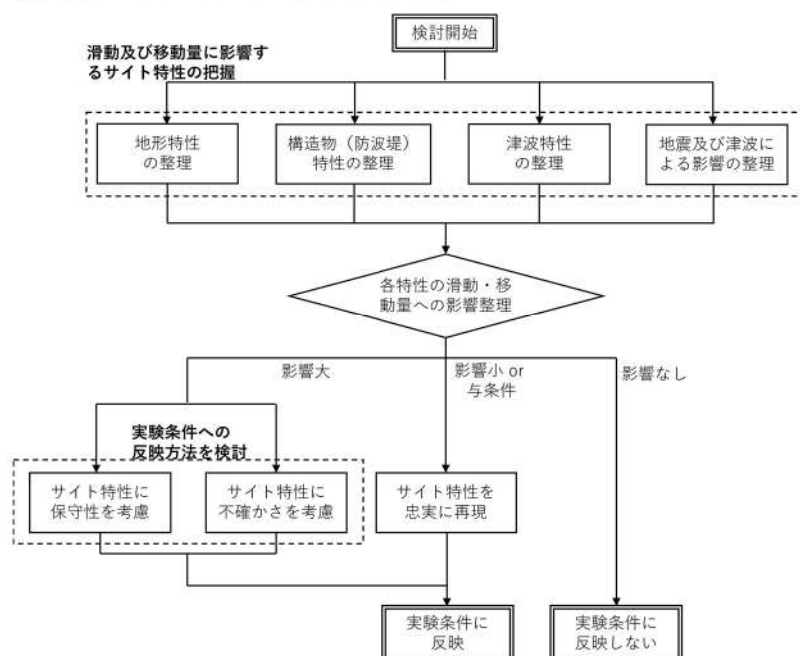 検討開始
滑動及び移動量に影響す
るサイト特性の把握
地形特性
の整理
構造物（防波堤）
特性の整理
津波特性
の整理
地震及び津波に
よる影響の整理
各特性の滑動・移
動量への影響整理
影響大
影響小 or
与条件
影響なし
実験条件への
反映方法を検討
サイト特性に
保守性を考慮
サイト特性に
不確かさを考慮
サイト特性を
忠実に再現
実験条件に
反映
実験条件に
反映しない